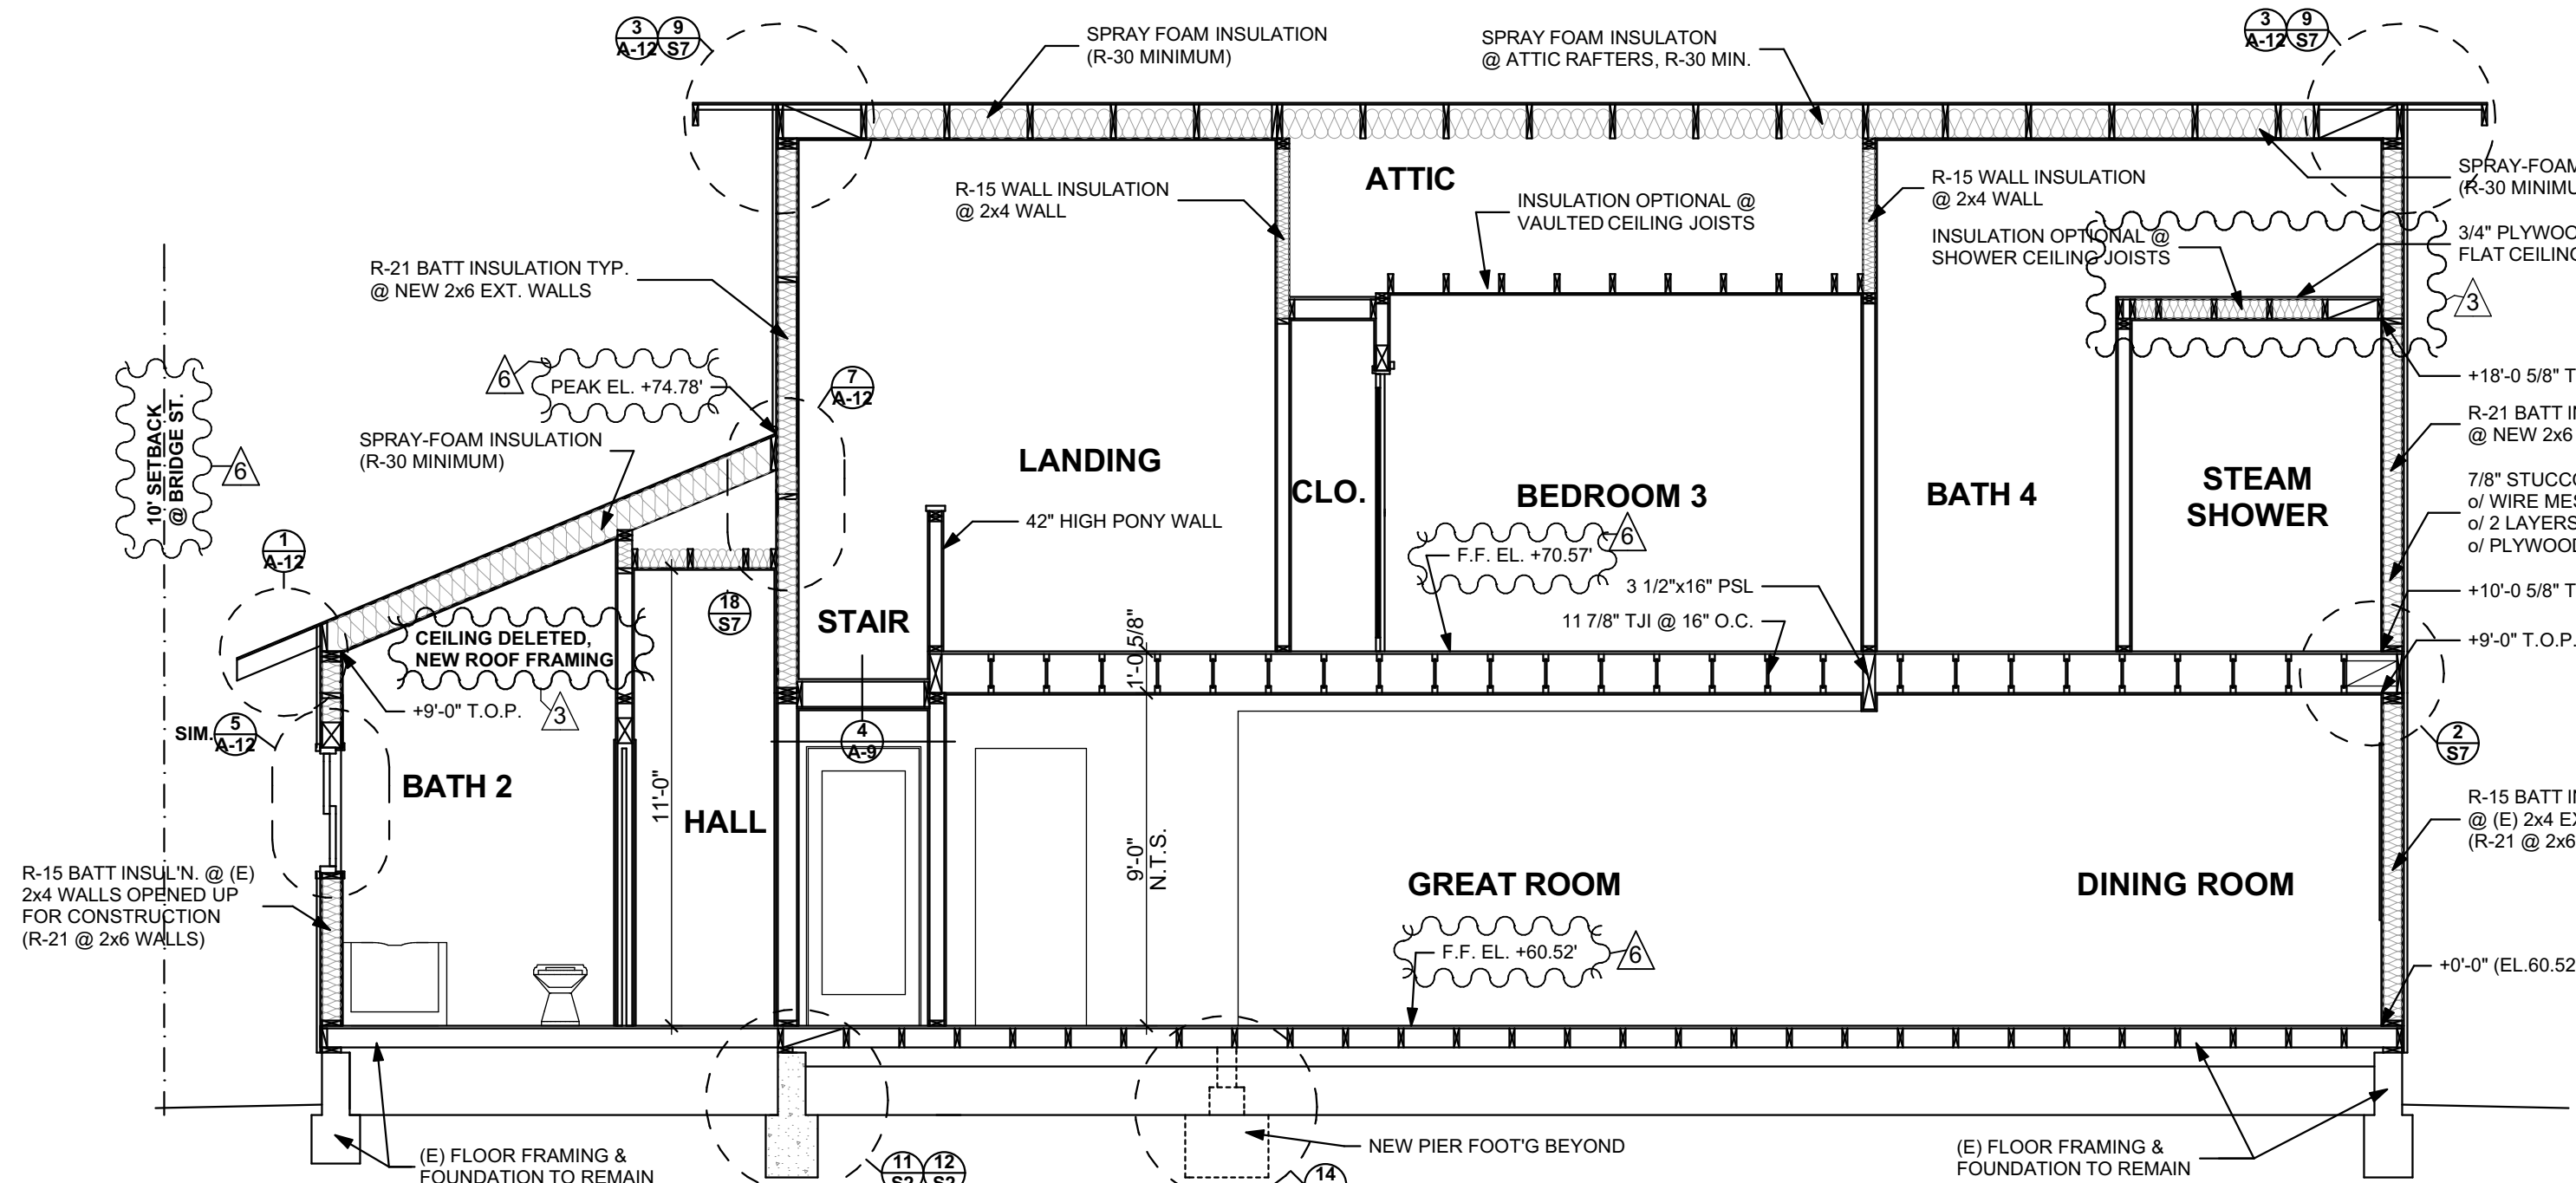 3
A-12
9
S7
SPRAY FOAM INSULATION
(R-30 MINIMUM)
SPRAY FOAM INSULATON
@ ATTIC RAFTERS, R-30 MIN.
3
A-12
9
S7
ATTIC
R-15 WALL INSULATION
@ 2x4 WALL
INSULATION OPTIONAL @
VAULTED CEILING JOISTS
R-15 WALL INSULATION
@ 2x4 WALL
SPRAY-FOAM
(R-30 MINIMU
INSULATION OPTIONAL @
SHOWER CEILING JOISTS
3/4" PLYWOO
FLAT CEILING
3
R-21 BATT INSULATION TYP.
@ NEW 2x6 EXT. WALLS
6
PEAK EL. +74.78'
7
A-12
+18'-0 5/8" T
10' SETBACK
@ BRIDGE ST.
6
SPRAY-FOAM INSULATION
(R-30 MINIMUM)
LANDING
CLO.
BEDROOM 3
BATH 4
STEAM
SHOWER
R-21 BATT IN
@ NEW 2x6
7/8" STUCCO
o/ WIRE MES
o/ 2 LAYERS
o/ PLYWOOD
42" HIGH PONY WALL
F.F. EL. +70.57'
6
1
A-12
3 1/2"x16" PSL
11 7/8" TJI @ 16" O.C.
+10'-0 5/8" T
18
S7
STAIR
CEILING DELETED,
NEW ROOF FRAMING
1'-0 5/8"
+9'-0" T.O.P.
+9'-0" T.O.P.
3
SIM.
5
A-12
4
A-9
2
S7
BATH 2
11'-0"
HALL
9'-0"
N.T.S.
R-15 BATT IN
@ (E) 2x4 EX
(R-21 @ 2x6
R-15 BATT INSUL'N. @ (E)
2x4 WALLS OPENED UP
FOR CONSTRUCTION
(R-21 @ 2x6 WALLS)
GREAT ROOM
DINING ROOM
F.F. EL. +60.52'
6
+0'-0" (EL.60.52
(E) FLOOR FRAMING &
FOUNDATION TO REMAIN
11
S2
12
S2
NEW PIER FOOT'G BEYOND
14
(E) FLOOR FRAMING &
FOUNDATION TO REMAIN